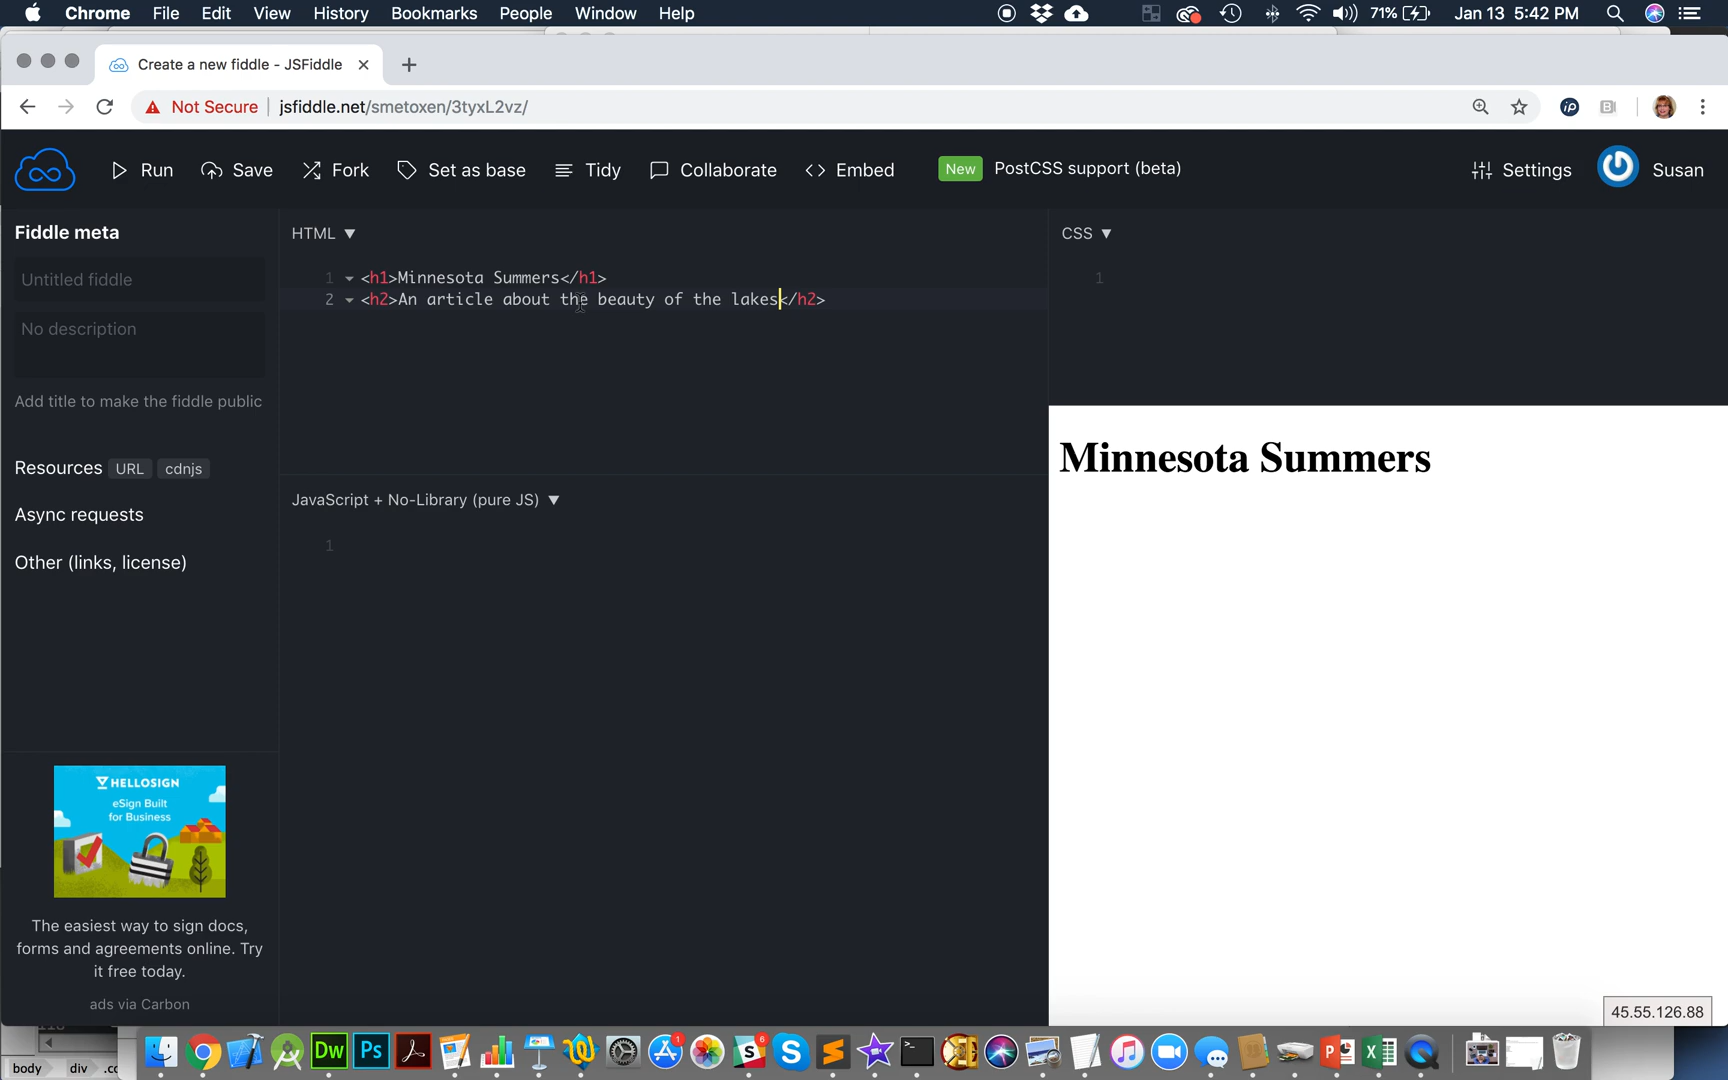 Chrome File Edit View History Bookmarks People Window Help 71% Jan 13 5:42 PM
Create a new fiddle - JSFiddle
Not Secure jsfiddle.net/smetoxen/3tyxL2vz/
Run Save Fork Set as base Tidy Collaborate <> Embed New PostCSS support (beta) Settings Susan
Fiddle meta
Untitled fiddle
No description
Add title to make the fiddle public
Resources URL cdnjs
Async requests
Other (links, license)
HELLOSIGN
eSign Built
for Business
The easiest way to sign docs,
forms and agreements online. Try
it free today.
ads via Carbon
HTML
1 <h1>Minnesota Summers</h1>
2 <h2>An article about the beauty of the lakes</h2>
JavaScript + No-Library (pure JS)
1
CSS
1
Minnesota Summers
45.55.126.88
body div
Dw Ps